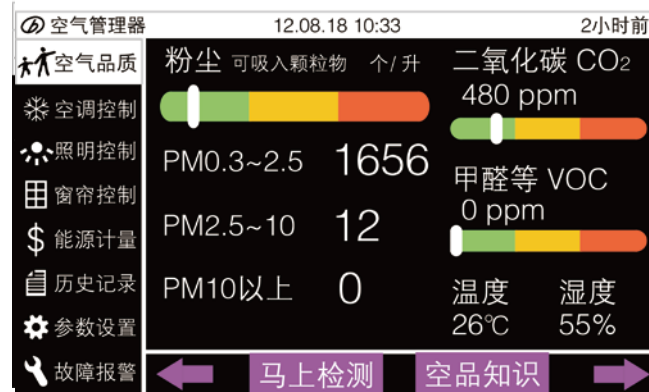 空气管理器 12.08.18 10:33 2小时前
空气品质
空调控制
照明控制
窗帘控制
能源计量
历史记录
参数设置
故障报警
粉尘 可吸入颗粒物 个/升
PM0.3~2.5 1656
PM2.5~10 12
PM10以上 0
二氧化碳 CO2
480 ppm
甲醛等 VOC
0 ppm
温度 湿度
26℃ 55%
马上检测 空品知识